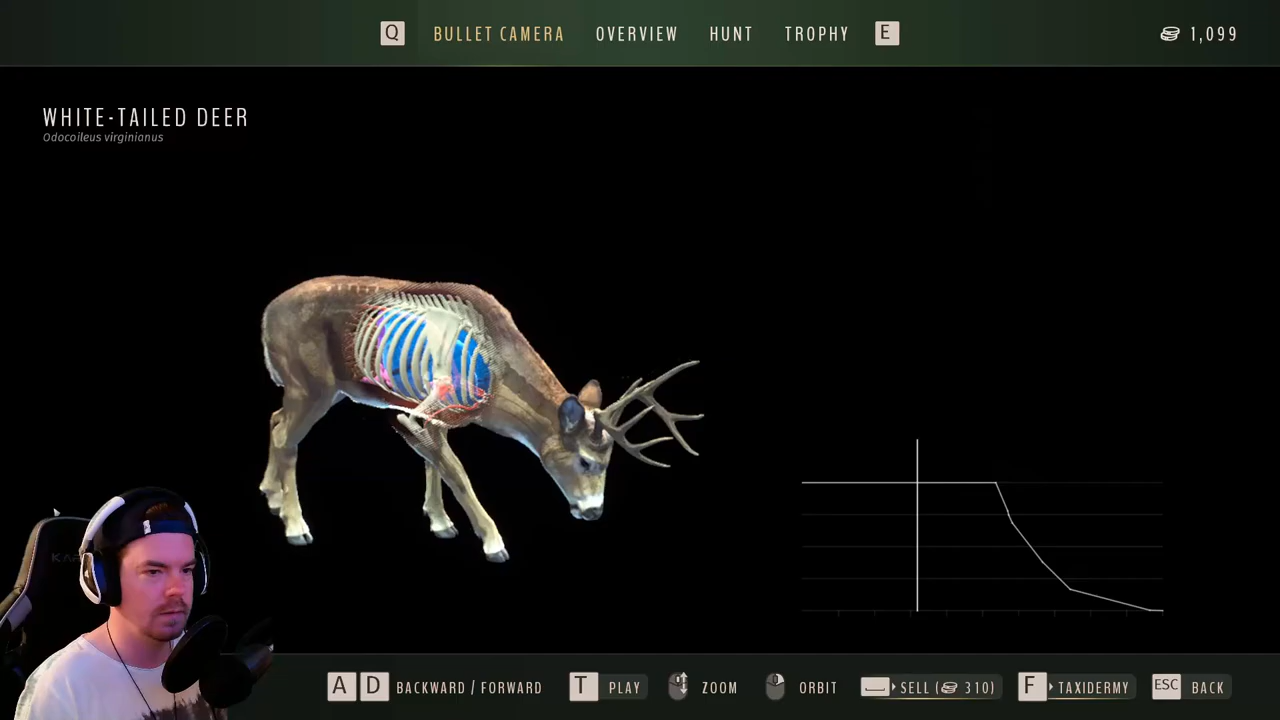 Q BULLET CAMERA OVERVIEW HUNT TROPHY E 1,099
WHITE-TAILED DEER
Odocoileus virginianus
A D BACKWARD / FORWARD T PLAY ZOOM ORBIT SELL ( 310) F TAXIDERMY ESC BACK